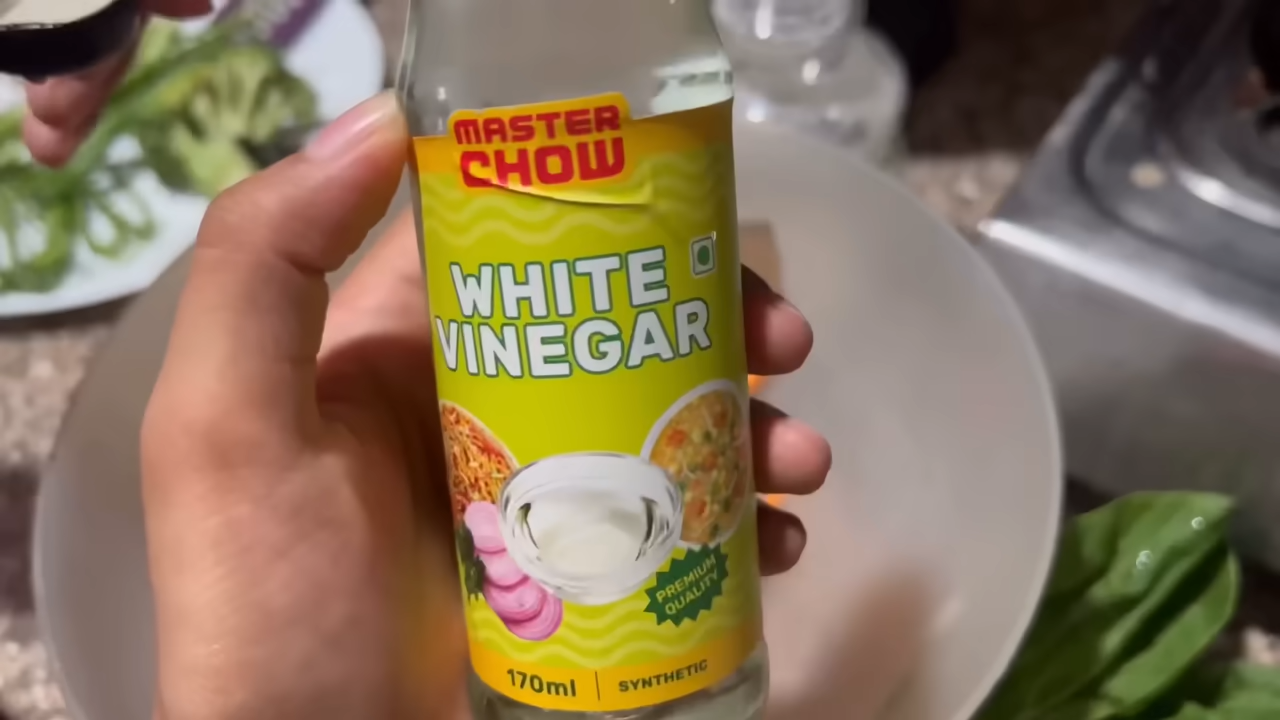 MASTER
CHOW
WHITE
VINEGAR
PREMIUM
QUALITY
170ml | SYNTHETIC